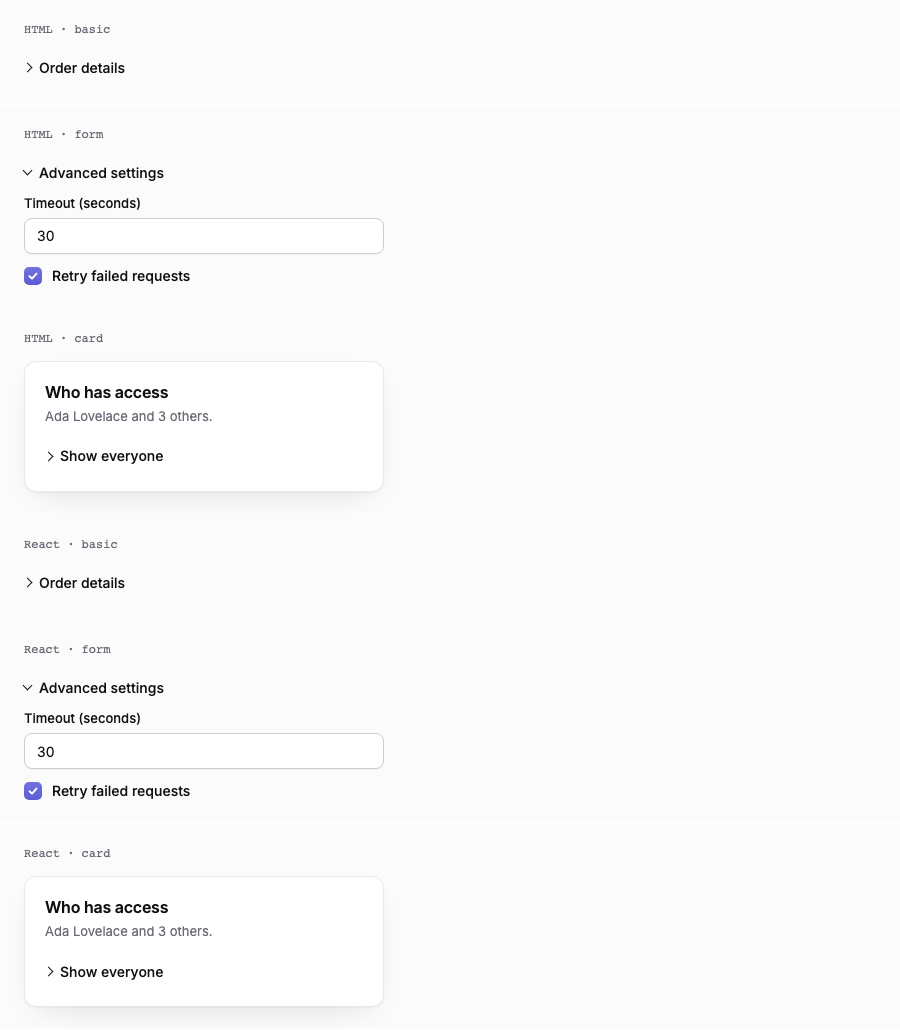 HTML · basic
Order details
HTML · form
Advanced settings
Timeout (seconds)
30
Retry failed requests
HTML · card
Who has access
Ada Lovelace and 3 others.
Show everyone
React · basic
Order details
React · form
Advanced settings
Timeout (seconds)
30
Retry failed requests
React · card
Who has access
Ada Lovelace and 3 others.
Show everyone